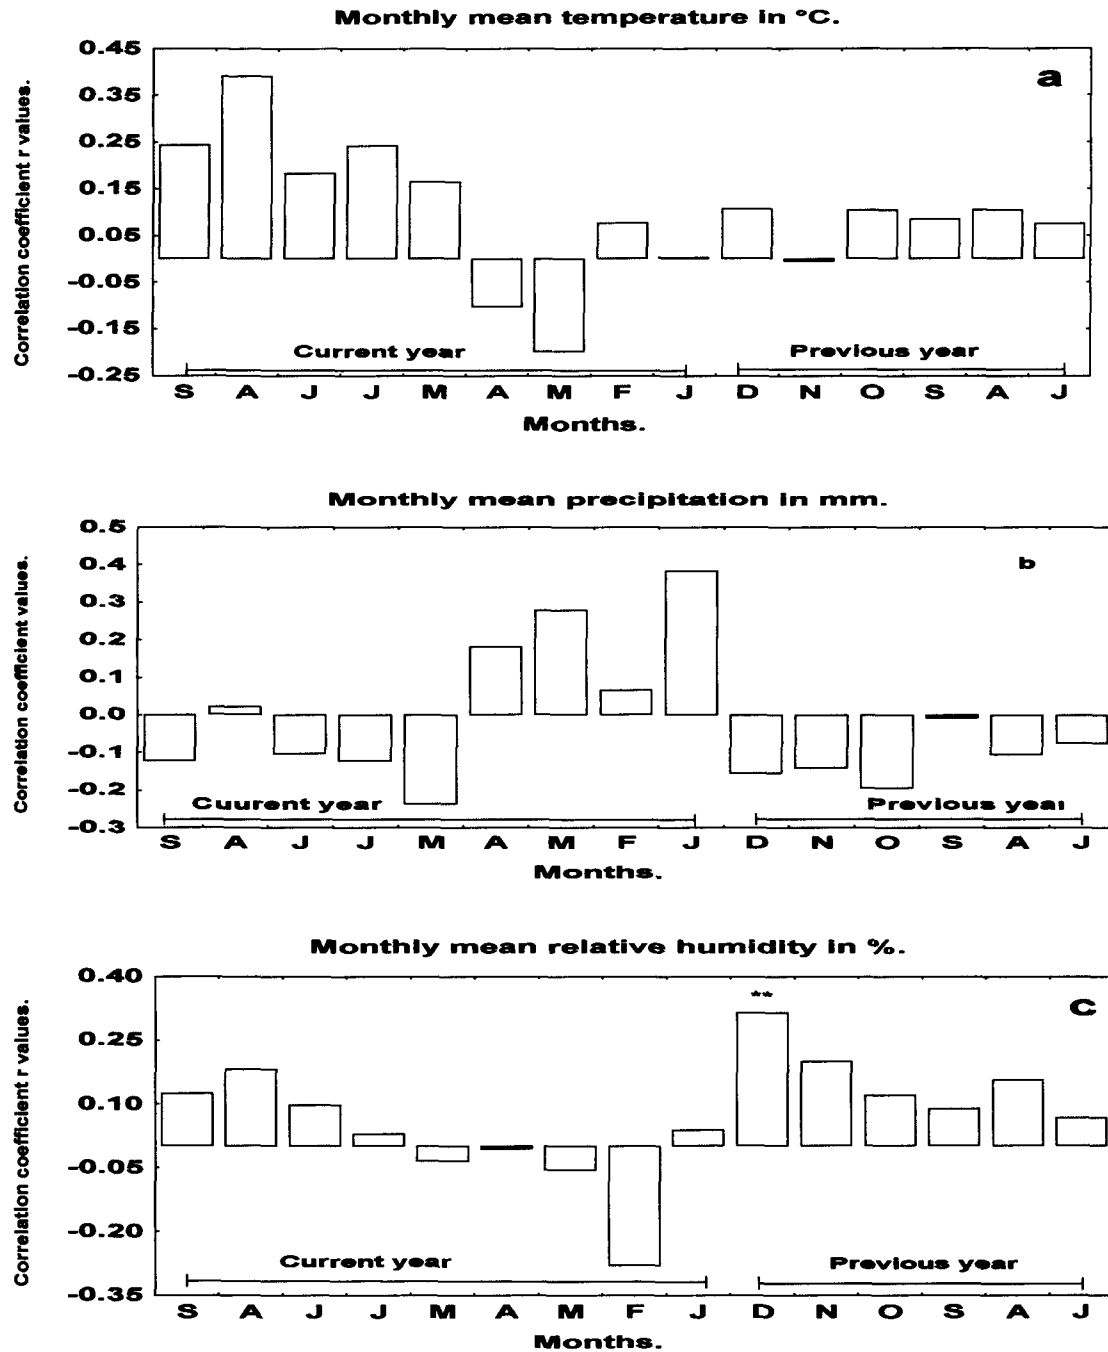 Monthly mean temperature in °C.
a
Correlation coefficient r values.
0.45
0.35
0.25
0.15
0.05
-0.05
-0.15
-0.25
Current year
Previous year
S A J J M A M F J D N O S A J
Months.
Monthly mean precipitation in mm.
b
Correlation coefficient values.
0.5
0.4
0.3
0.2
0.1
0.0
-0.1
-0.2
-0.3
Cuurent year
Previous year
S A J J M A M F J D N O S A J
Months.
Monthly mean relative humidity in %.
c
**
Correlation coefficient r values.
0.40
0.25
0.10
-0.05
-0.20
-0.35
Current year
Previous year
S A J J M A M F J D N O S A J
Months.